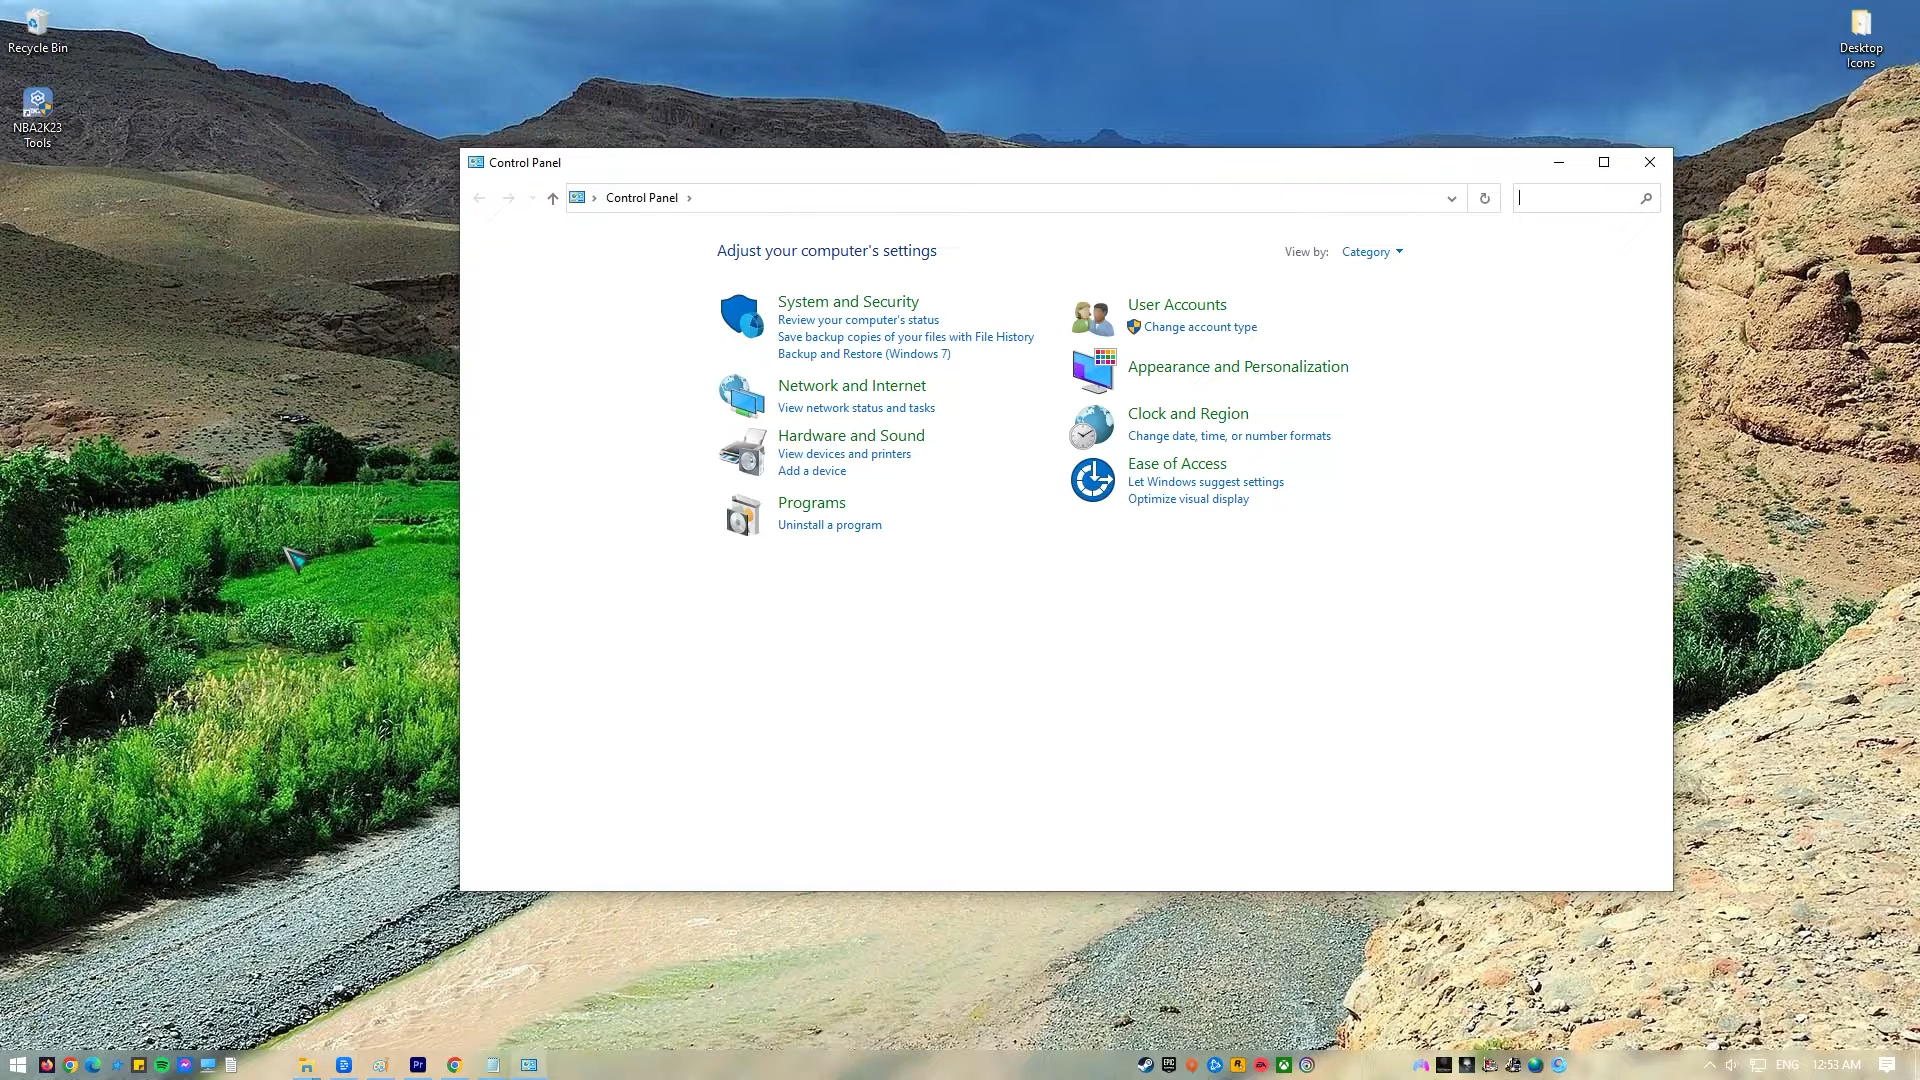 Recycle Bin
NBA2K23
Tools
Desktop
Icons
Control Panel
Control Panel
Adjust your computer's settings
View by: Category
System and Security
Review your computer's status
Save backup copies of your files with File History
Backup and Restore (Windows 7)
Network and Internet
View network status and tasks
Hardware and Sound
View devices and printers
Add a device
Programs
Uninstall a program
User Accounts
Change account type
Appearance and Personalization
Clock and Region
Change date, time, or number formats
Ease of Access
Let Windows suggest settings
Optimize visual display
Pr
EPIC
R
EA
ENG
12:53 AM